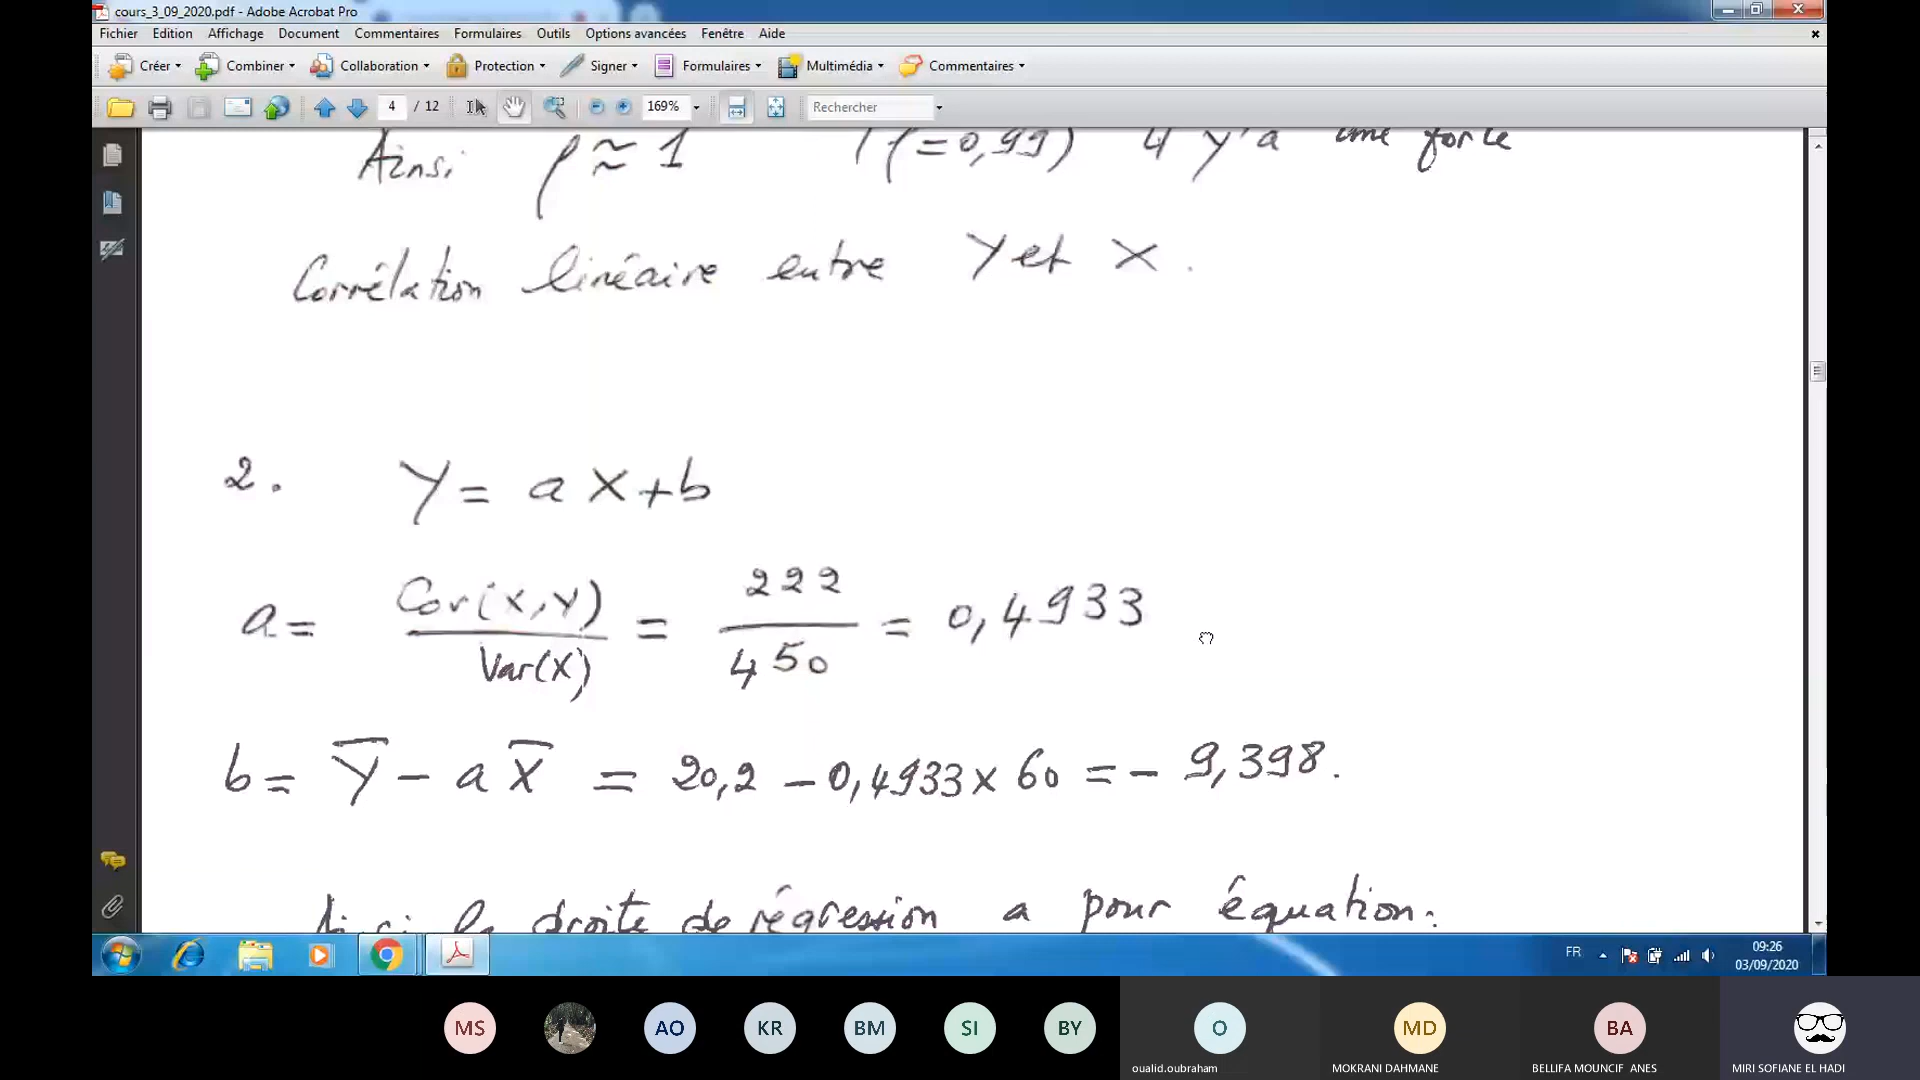 cours_3_09_2020.pdf - Adobe Acrobat Pro
Fichier Edition Affichage Document Commentaires Formulaires Outils Options avancées Fenêtre Aide
Créer Combiner Collaboration Protection Signer Formulaires Multimédia Commentaires
4 / 12 169% Rechercher
Ainsi ρ ≈ 1 (ρ=0,99) y'a une forte
Corrélation linéaire entre Y et X.
2. Y = aX+b
a = Cov(X,Y) / Var(X) = 222 / 450 = 0,4933
b = Y̅ - a X̅ = 20,2 - 0,4933 x 60 = - 9,398.
Ainsi la droite de régression a pour équation:
FR 09:26
03/09/2020
MS AO KR BM SI BY O MD BA
oualid.oubraham MOKRANI DAHMANE BELLIFA MOUNCIF ANES MIRI SOFIANE EL HADI